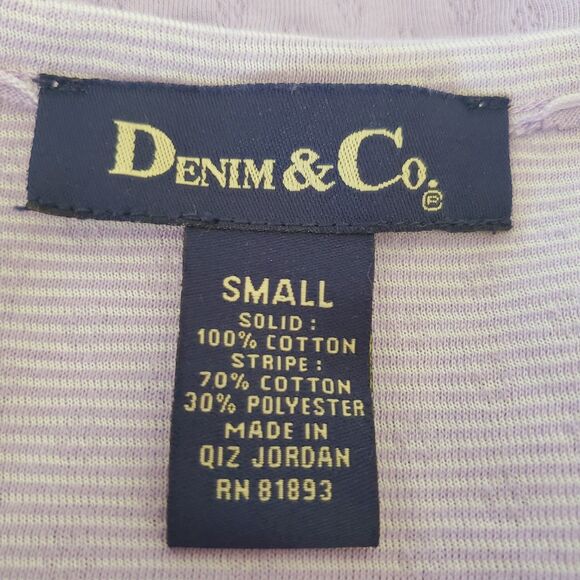 DENIM & CO.®
SMALL
SOLID :
100% COTTON
STRIPE :
70% COTTON
30% POLYESTER
MADE IN
QIZ JORDAN
RN 81893